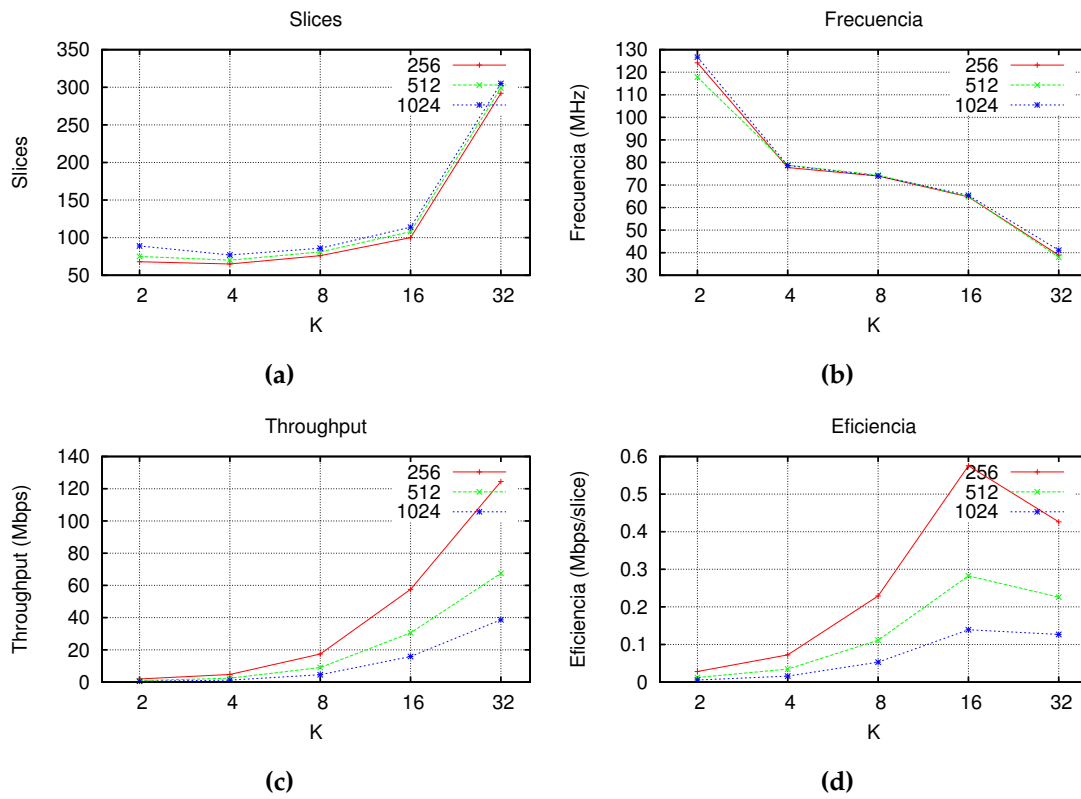 Slices
350
300
250
200
150
100
50
Slices
256
512
1024
2 4 8 16 32
K
(a)
Frecuencia
130
120
110
100
90
80
70
60
50
40
30
Frecuencia (MHz)
256
512
1024
2 4 8 16 32
K
(b)
Throughput
140
120
100
80
60
40
20
0
Throughput (Mbps)
256
512
1024
2 4 8 16 32
K
(c)
Eficiencia
0.6
0.5
0.4
0.3
0.2
0.1
0
Eficiencia (Mbps/slice)
256
512
1024
2 4 8 16 32
K
(d)